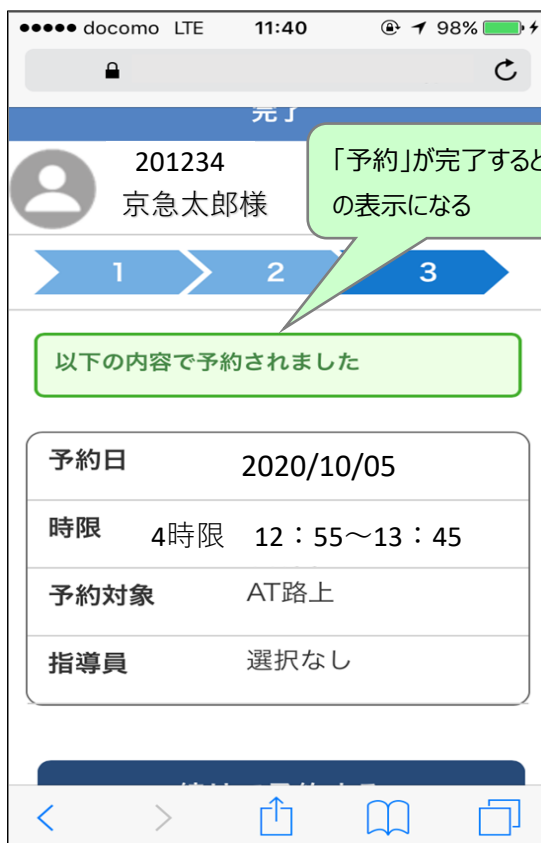 docomo LTE 11:40 98%
完了
201234
京急太郎様
「予約」が完了すると
の表示になる
1 2 3
以下の内容で予約されました
予約日 2020/10/05
時限 4時限 12：55～13：45
予約対象 AT路上
指導員 選択なし